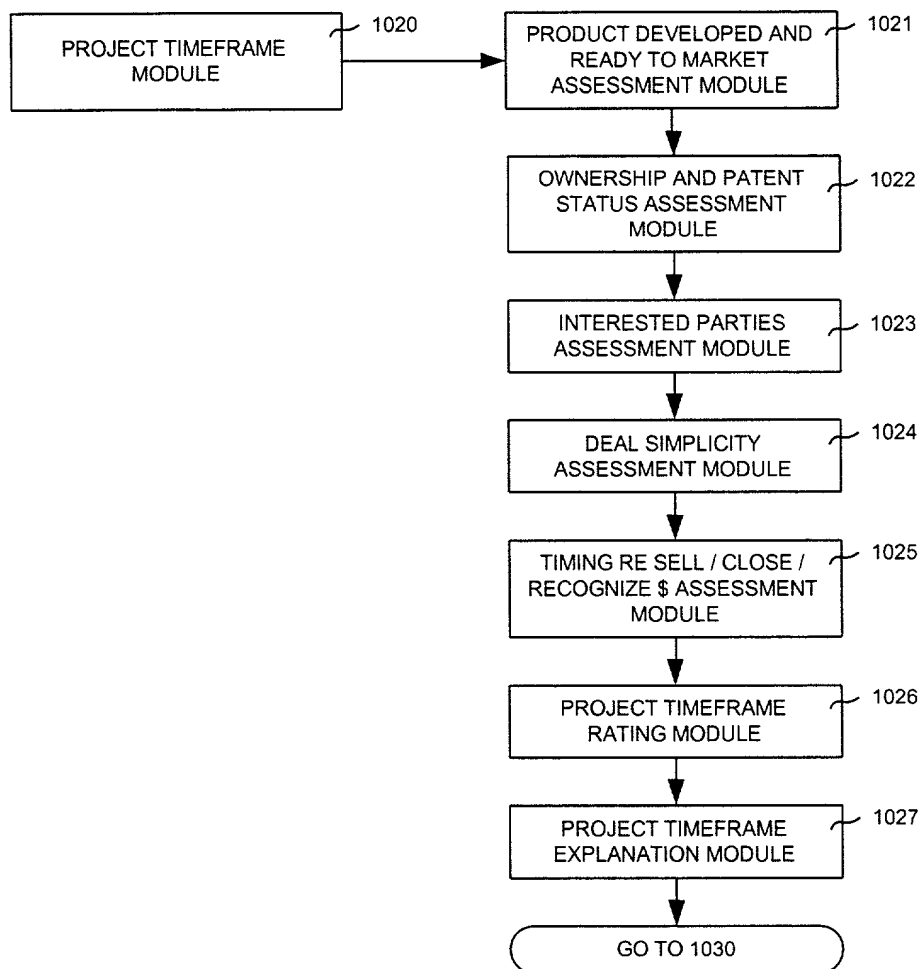 PROJECT TIMEFRAME
MODULE
1020
PRODUCT DEVELOPED AND
READY TO MARKET
ASSESSMENT MODULE
1021
OWNERSHIP AND PATENT
STATUS ASSESSMENT
MODULE
1022
INTERESTED PARTIES
ASSESSMENT MODULE
1023
DEAL SIMPLICITY
ASSESSMENT MODULE
1024
TIMING RE SELL / CLOSE /
RECOGNIZE $ ASSESSMENT
MODULE
1025
PROJECT TIMEFRAME
RATING MODULE
1026
PROJECT TIMEFRAME
EXPLANATION MODULE
1027
GO TO 1030